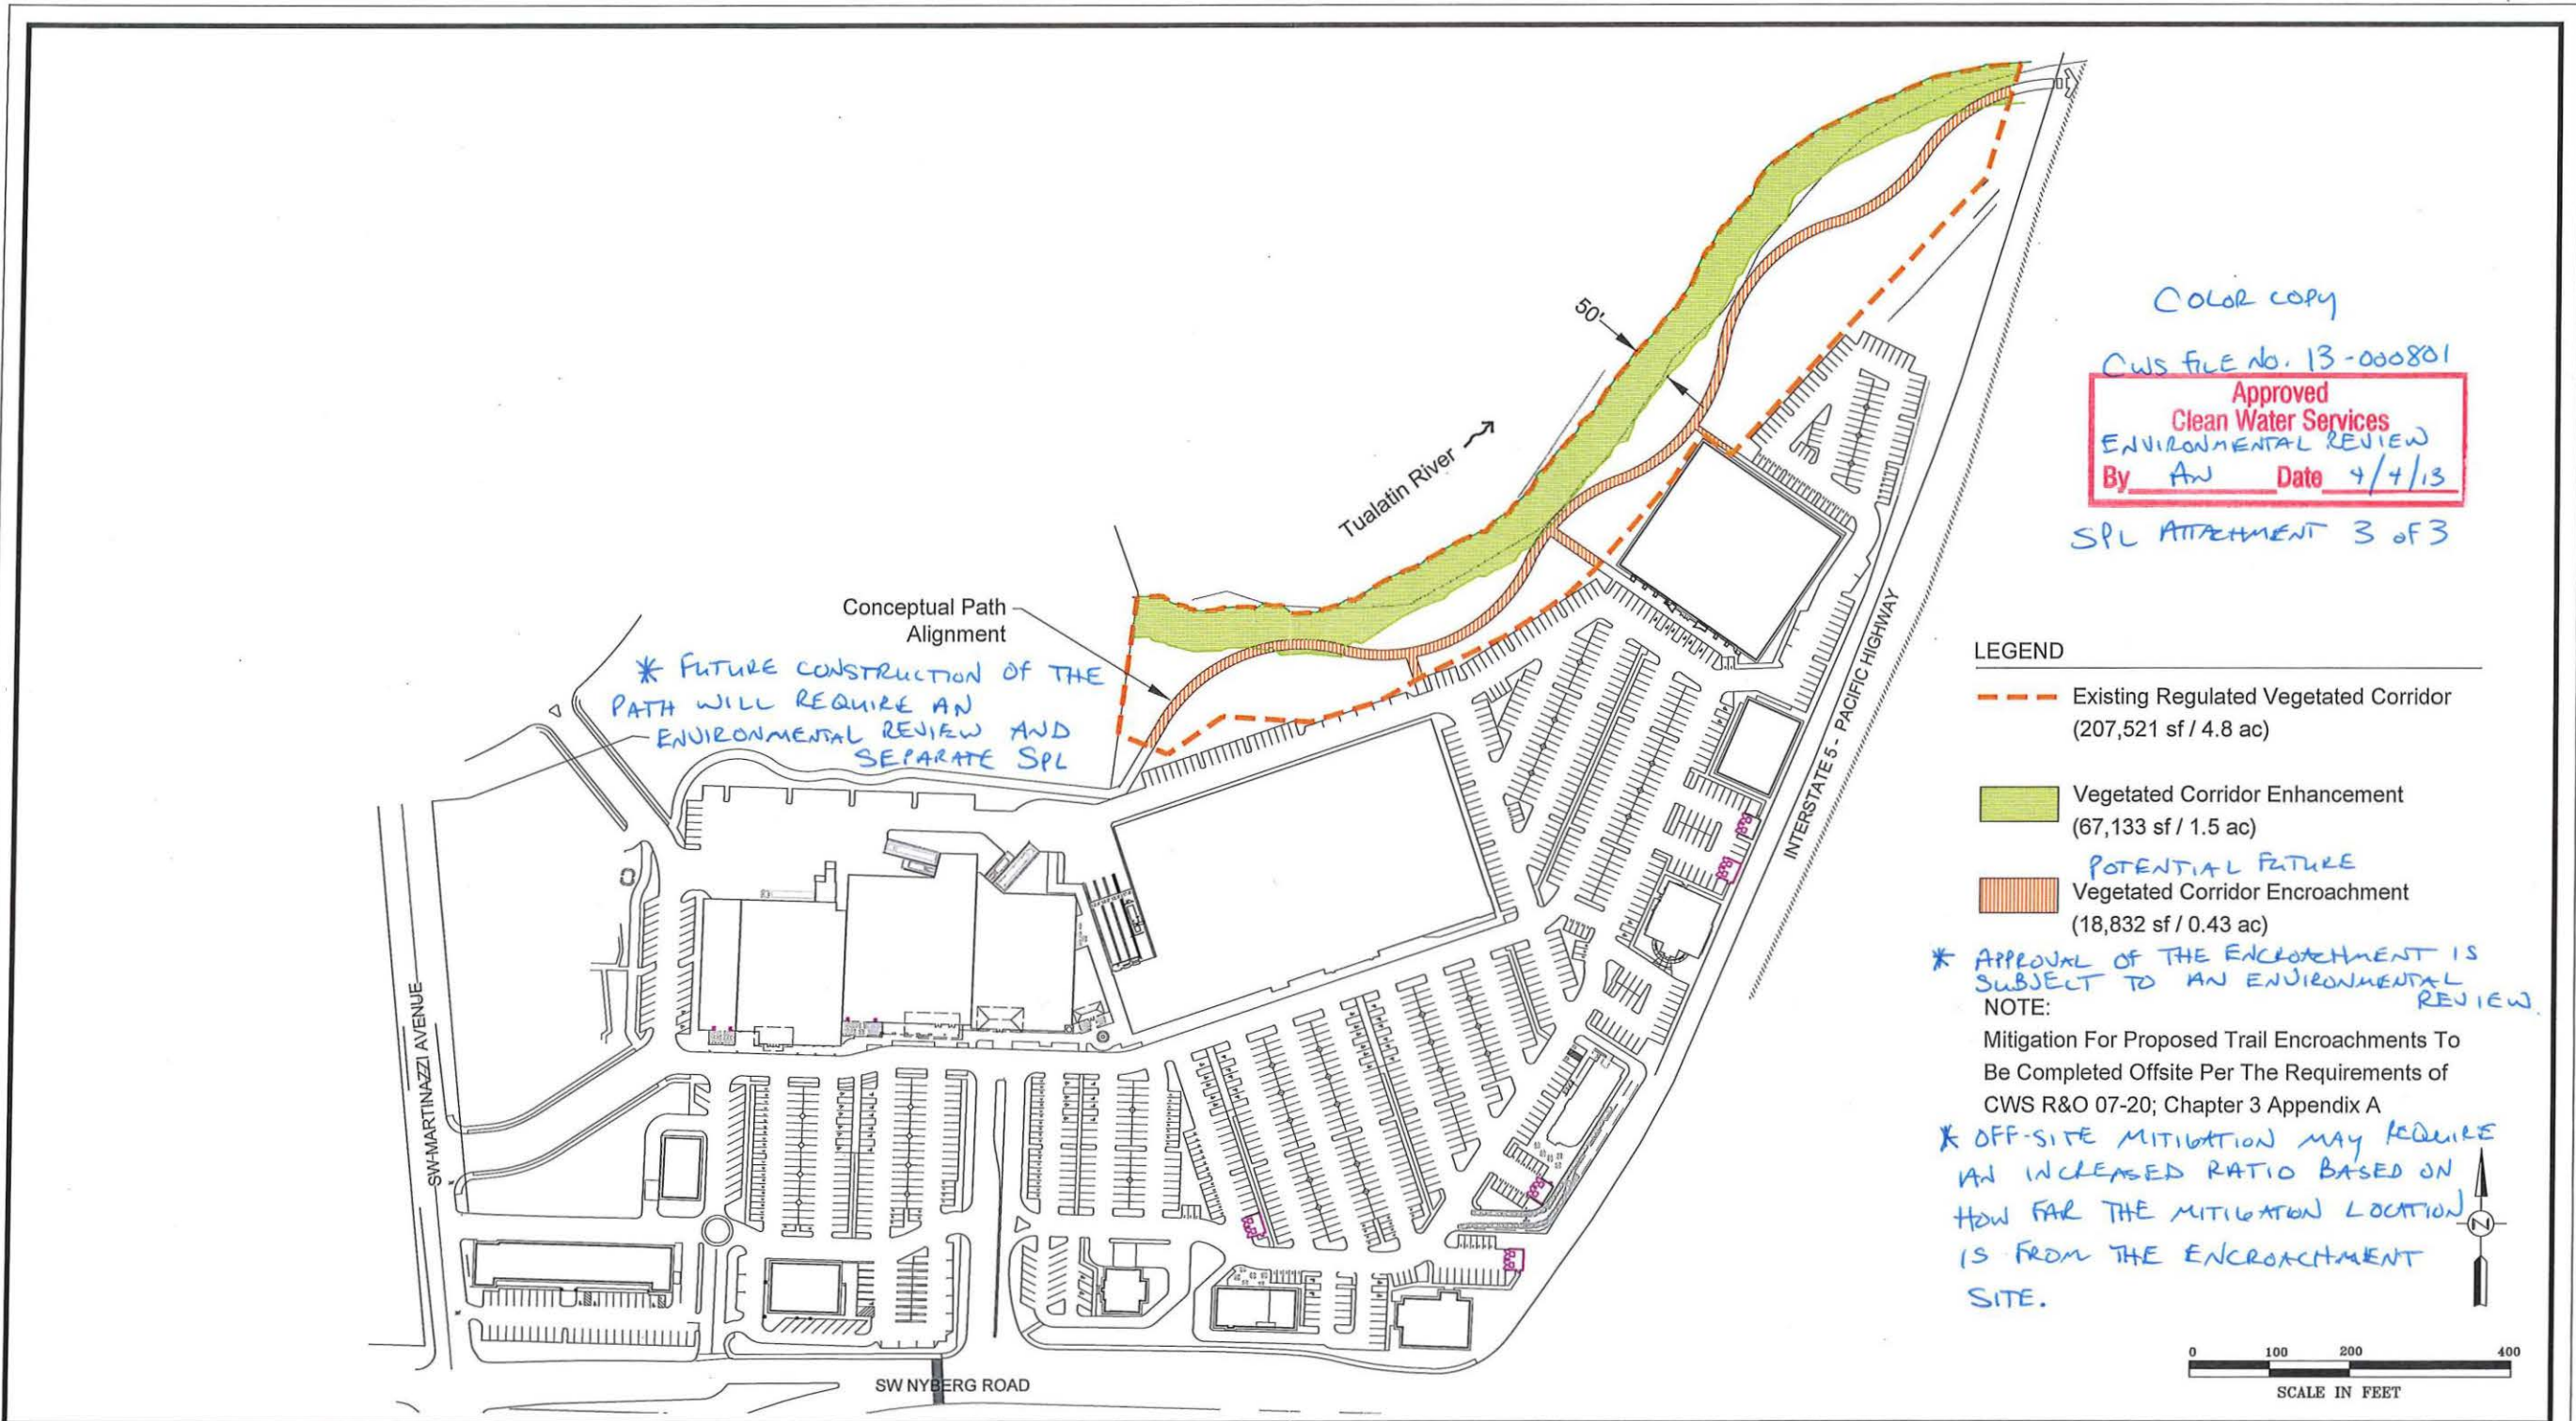 50'
Tualatin River
Conceptual Path
Alignment
* FUTURE CONSTRUCTION OF THE
PATH WILL REQUIRE AN
ENVIRONMENTAL REVIEW AND
SEPARATE SPL
SW MARTINAZZI AVENUE
SW NYBERG ROAD
INTERSTATE 5 - PACIFIC HIGHWAY
COLOR COPY
CWS FILE NO. 13-000801
Approved
Clean Water Services
ENVIRONMENTAL REVIEW
By AN Date 4/4/13
SPL ATTACHMENT 3 OF 3
LEGEND
Existing Regulated Vegetated Corridor
(207,521 sf / 4.8 ac)
Vegetated Corridor Enhancement
(67,133 sf / 1.5 ac)
POTENTIAL FUTURE
Vegetated Corridor Encroachment
(18,832 sf / 0.43 ac)
* APPROVAL OF THE ENCROACHMENT IS
SUBJECT TO AN ENVIRONMENTAL
REVIEW.
NOTE:
Mitigation For Proposed Trail Encroachments To
Be Completed Offsite Per The Requirements of
CWS R&O 07-20; Chapter 3 Appendix A
* OFF-SITE MITIGATION MAY REQUIRE
AN INCREASED RATIO BASED ON
HOW FAR THE MITIGATION LOCATION
IS FROM THE ENCROACHMENT
SITE.
N
0 100 200 400
SCALE IN FEET